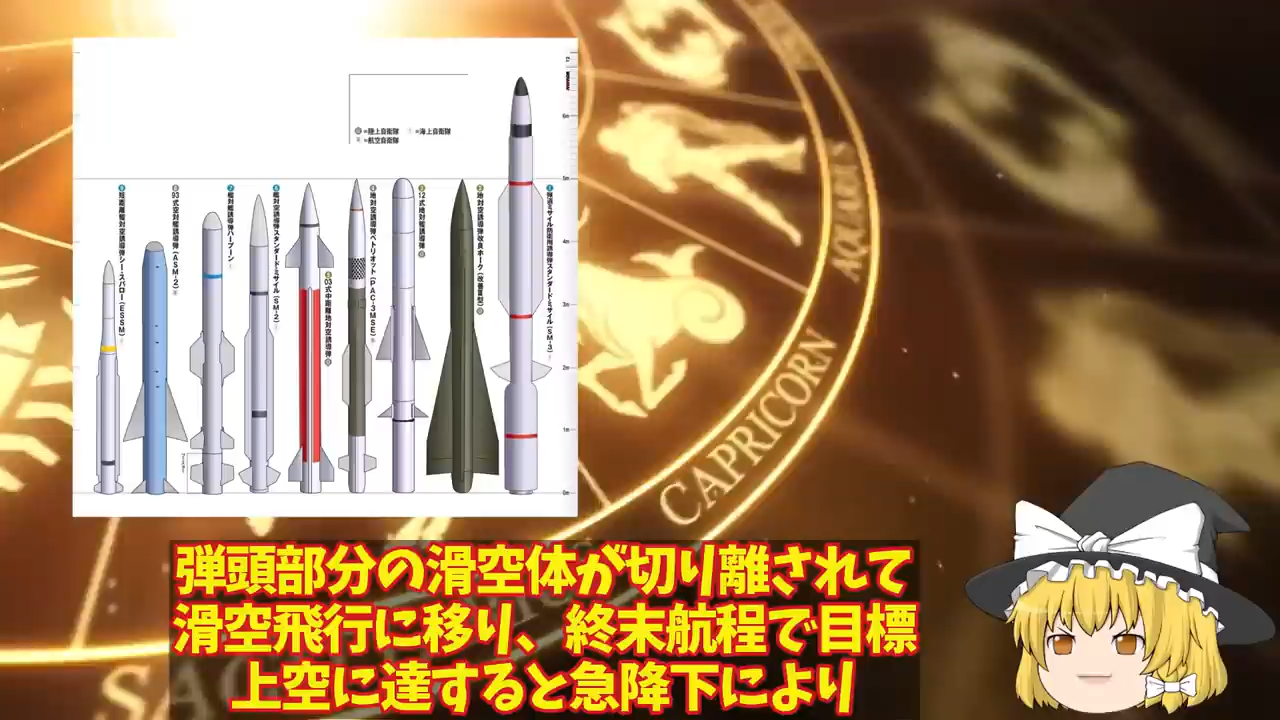 =陸上自衛隊
=海上自衛隊
=航空自衛隊
弾道ミサイル防衛用誘導弾スタンダード・ミサイル(SM-3)
地対空誘導弾改良ホーク(改善Ⅲ型)
12式地対艦誘導弾
地対空誘導弾ペトリオット(PAC-3MSE)
03式中距離地対空誘導弾
艦対空誘導弾スタンダード・ミサイル(SM-2)
艦対艦誘導弾ハープーン
93式空対艦誘導弾(ASM-2)
短距離艦対空誘導弾シー・スパロー(ESSM)
6m
5m
4m
3m
2m
1m
0m
AQUARIUS
CAPRICORN
弾頭部分の滑空体が切り離されて
滑空飛行に移り、終末航程で目標
上空に達すると急降下により